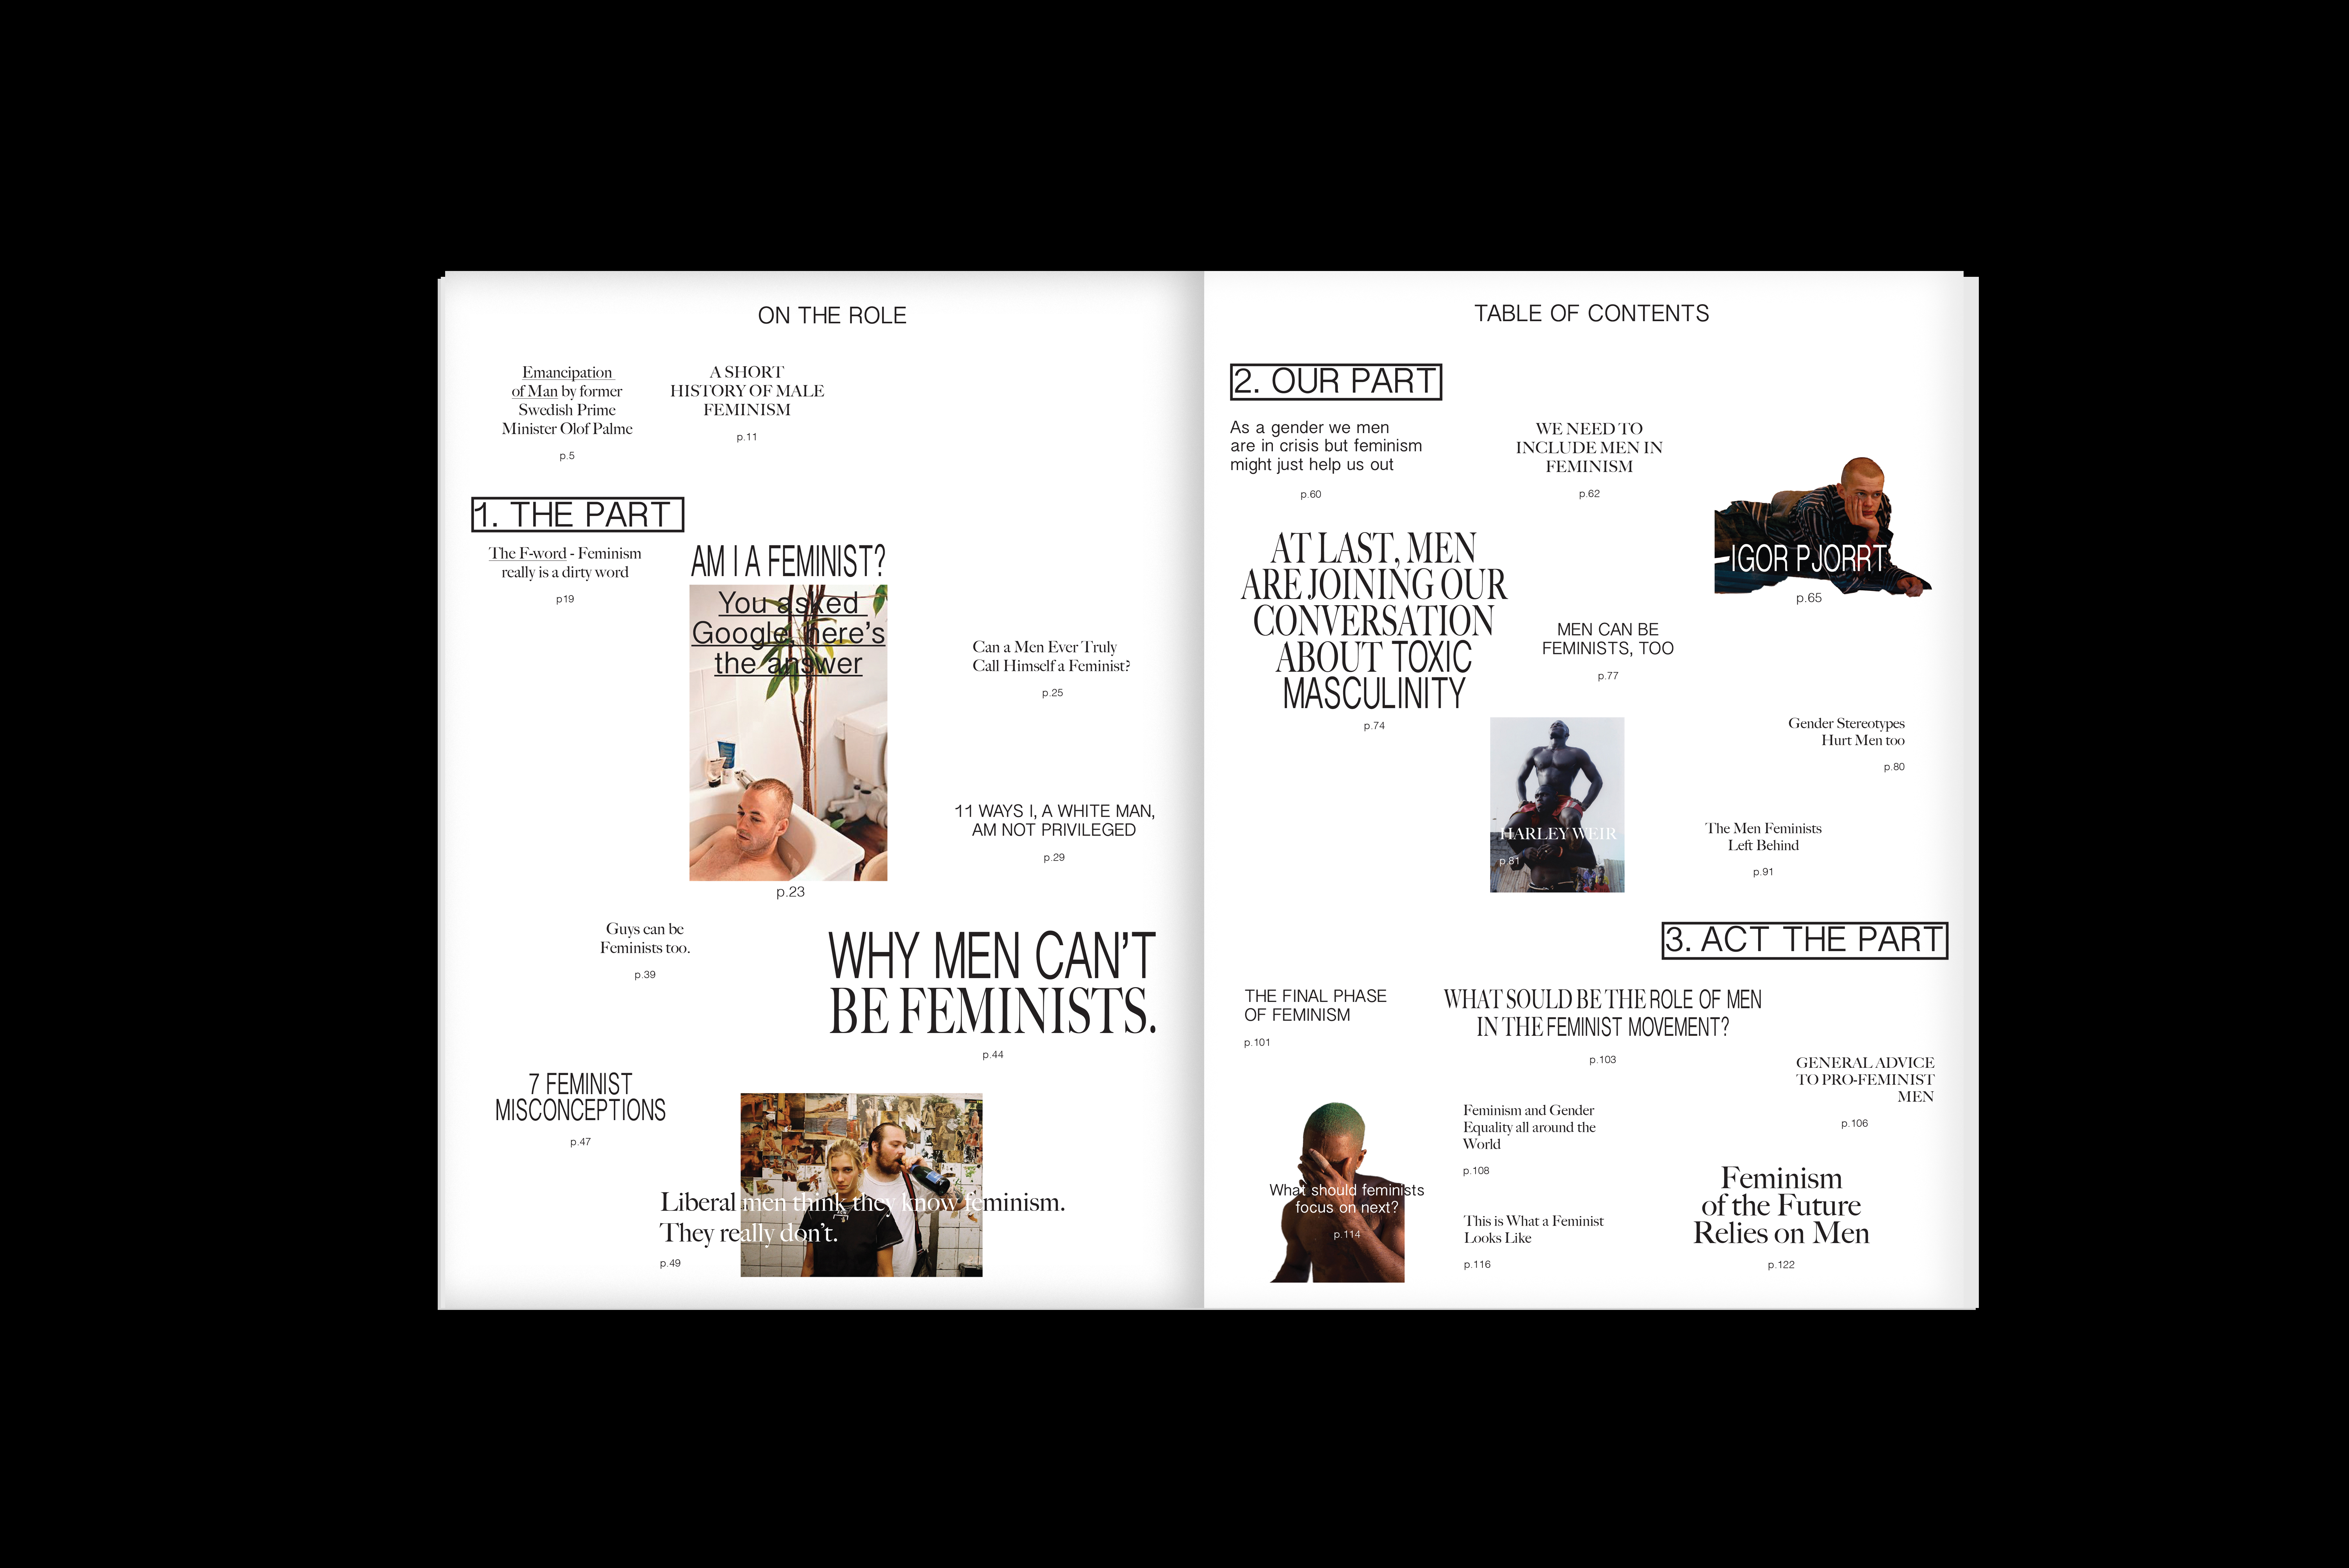 ON THE ROLE
Emancipation
of Man by former
Swedish Prime
Minister Olof Palme
p.5
A SHORT
HISTORY OF MALE
FEMINISM
p.11
1. THE PART
The F-word - Feminism
really is a dirty word
p19
AM I A FEMINIST?
You asked
Google, here's
the answer
p.23
Can a Men Ever Truly
Call Himself a Feminist?
p.25
11 WAYS I, A WHITE MAN,
AM NOT PRIVILEGED
p.29
Guys can be
Feminists too.
p.39
WHY MEN CAN'T
BE FEMINISTS.
p.44
7 FEMINIST
MISCONCEPTIONS
p.47
Liberal men think they know feminism.
They really don't.
p.49
TABLE OF CONTENTS
2. OUR PART
As a gender we men
are in crisis but feminism
might just help us out
p.60
WE NEED TO
INCLUDE MEN IN
FEMINISM
p.62
IGOR PJORRT
p.65
AT LAST, MEN
ARE JOINING OUR
CONVERSATION
ABOUT TOXIC
MASCULINITY
p.74
MEN CAN BE
FEMINISTS, TOO
p.77
Gender Stereotypes
Hurt Men too
p.80
HARLEY WEIR
p.81
The Men Feminists
Left Behind
p.91
3. ACT THE PART
THE FINAL PHASE
OF FEMINISM
p.101
WHAT SOULD BE THE ROLE OF MEN
IN THE FEMINIST MOVEMENT?
p.103
GENERAL ADVICE
TO PRO-FEMINIST
MEN
p.106
Feminism and Gender
Equality all around the
World
p.108
What should feminists
focus on next?
p.114
This is What a Feminist
Looks Like
p.116
Feminism
of the Future
Relies on Men
p.122